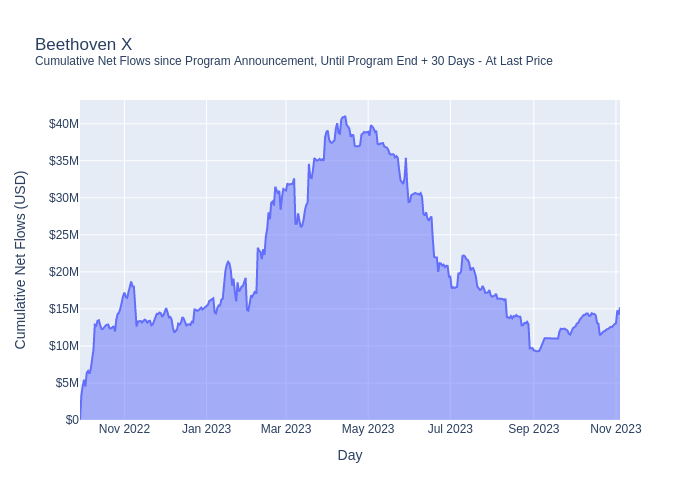 Beethoven X
Cumulative Net Flows since Program Announcement, Until Program End + 30 Days - At Last Price
Cumulative Net Flows (USD)
$40M
$35M
$30M
$25M
$20M
$15M
$10M
$5M
$0
Nov 2022 Jan 2023 Mar 2023 May 2023 Jul 2023 Sep 2023 Nov 2023
Day